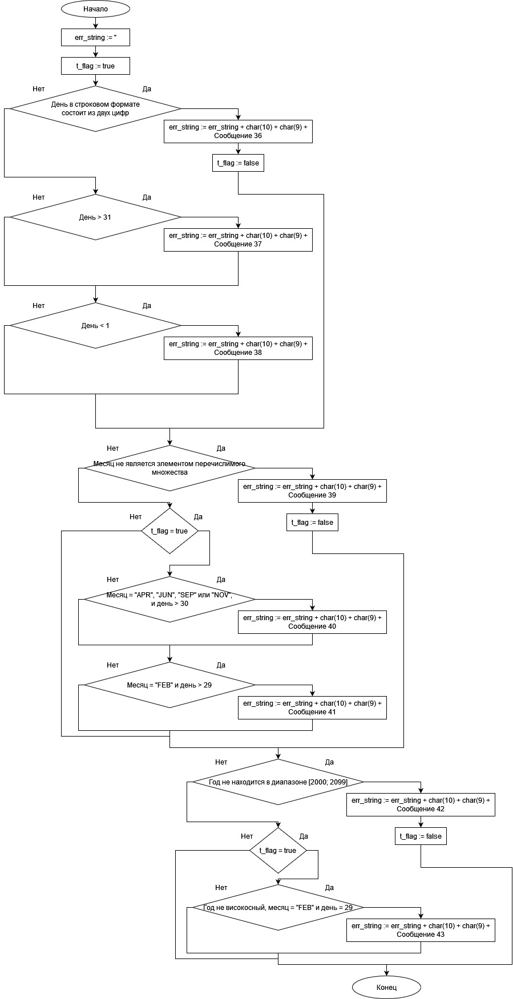 Начало
err_string := "
t_flag := true
Нет
Да
День в строковом формате
состоит из двух цифр
err_string := err_string + char(10) + char(9) +
Сообщение 36
t_flag := false
Нет
Да
День > 31
err_string := err_string + char(10) + char(9) +
Сообщение 37
Нет
Да
День < 1
err_string := err_string + char(10) + char(9) +
Сообщение 38
Нет
Да
Месяц не является элементом перечислимого
множества
err_string := err_string + char(10) + char(9) +
Сообщение 39
Нет
Да
t_flag = true
t_flag := false
Нет
Да
Месяц = "APR", "JUN", "SEP" или "NOV",
и день > 30
err_string := err_string + char(10) + char(9) +
Сообщение 40
Нет
Да
Месяц = "FEB" и день > 29
err_string := err_string + char(10) + char(9) +
Сообщение 41
Нет
Да
Год не находится в диапазоне [2000; 2099]
err_string := err_string + char(10) + char(9) +
Сообщение 42
Нет
Да
t_flag := false
t_flag = true
Нет
Да
Год не високосный, месяц = "FEB" и день = 29
err_string := err_string + char(10) + char(9) +
Сообщение 43
Конец